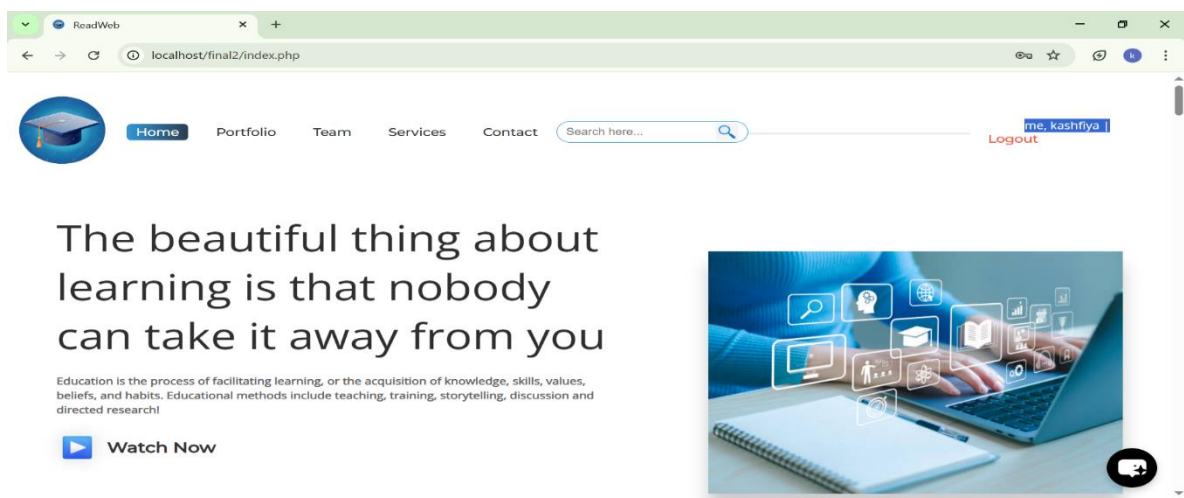 ReadWeb
localhost/final2/index.php
k
Home Portfolio Team Services Contact Search here...
me, kashfiya |
Logout
The beautiful thing about
learning is that nobody
can take it away from you
Education is the process of facilitating learning, or the acquisition of knowledge, skills, values,
beliefs, and habits. Educational methods include teaching, training, storytelling, discussion and
directed research!
Watch Now